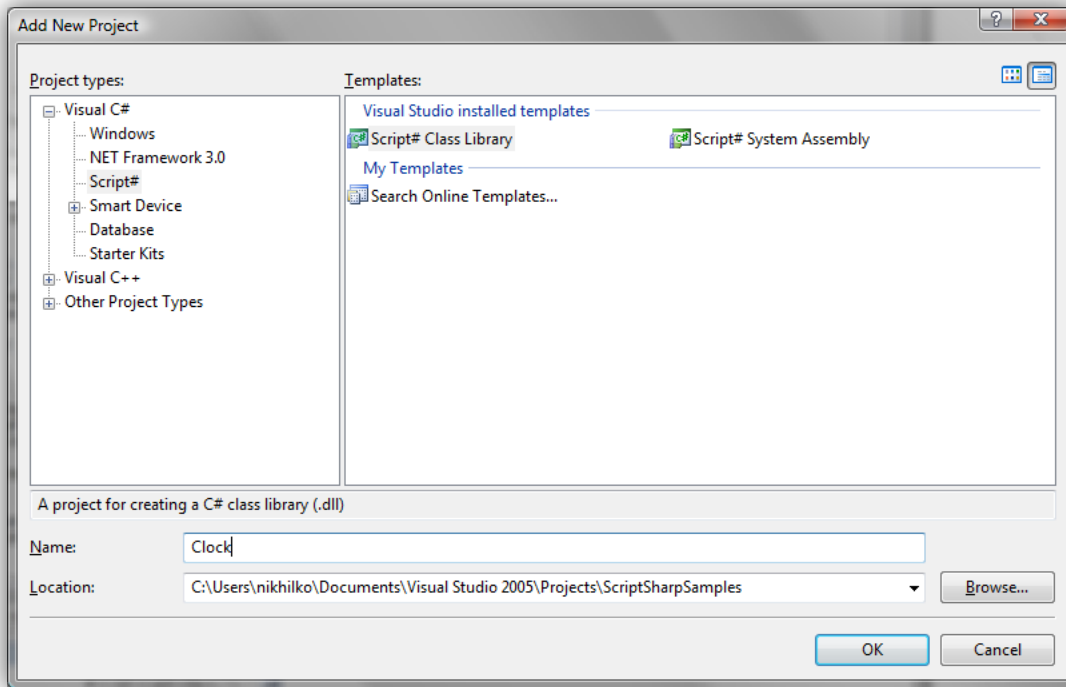 Add New Project
?
Project types:
Templates:
Visual C#
Windows
NET Framework 3.0
Script#
Smart Device
Database
Starter Kits
Visual C++
Other Project Types
Visual Studio installed templates
Script# Class Library
Script# System Assembly
My Templates
Search Online Templates...
A project for creating a C# class library (.dll)
Name:
Clock
Location:
C:\Users\nikhilko\Documents\Visual Studio 2005\Projects\ScriptSharpSamples
Browse...
OK
Cancel